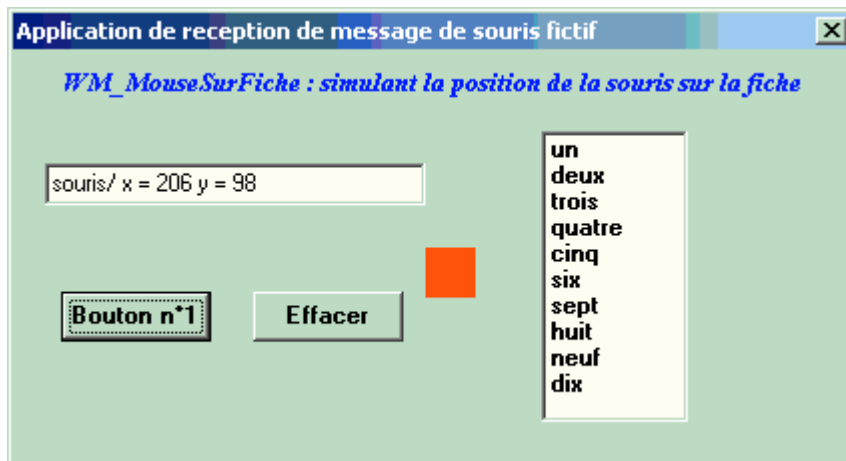 Application de reception de message de souris fictif
WM_MouseSurFiche : simulant la position de la souris sur la fiche
souris/ x = 206 y = 98
Bouton n°1
Effacer
un
deux
trois
quatre
cinq
six
sept
huit
neuf
dix